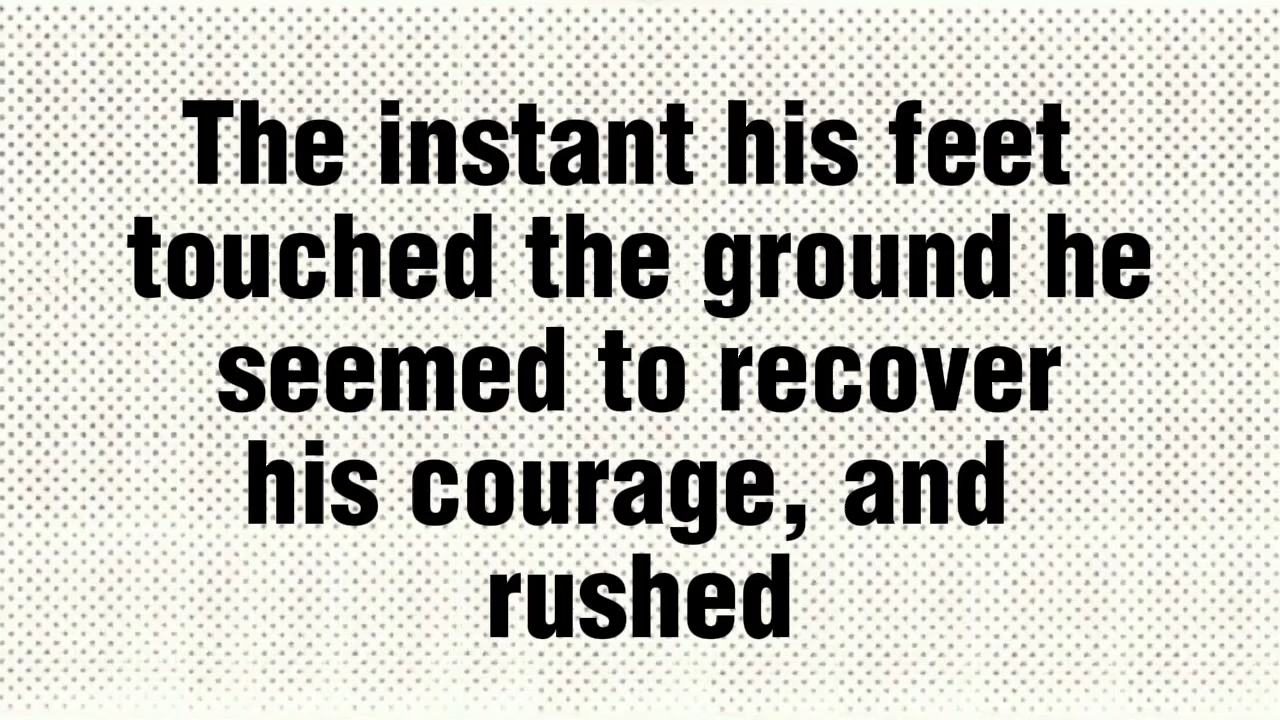 The instant his feet
touched the ground he
seemed to recover
his courage, and
rushed